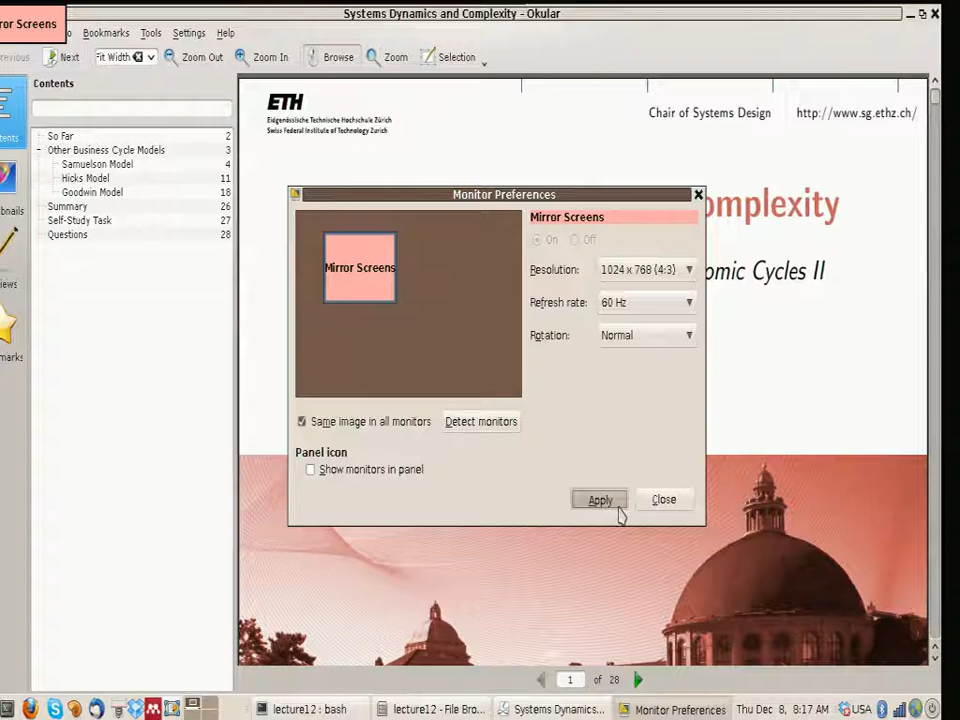 Systems Dynamics and Complexity - Okular
ror Screens
Bookmarks Tools Settings Help
Next Fit Width Zoom Out Zoom In Browse Zoom Selection
Contents
So Far 2
Other Business Cycle Models 3
Samuelson Model 4
Hicks Model 11
Goodwin Model 18
Summary 26
Self-Study Task 27
Questions 28
ETH
Eidgenössische Technische Hochschule Zürich
Swiss Federal Institute of Technology Zurich
Chair of Systems Design
http://www.sg.ethz.ch/
omplexity
omic Cycles II
Monitor Preferences
Mirror Screens
Mirror Screens
On Off
Resolution: 1024 x 768 (4:3)
Refresh rate: 60 Hz
Rotation: Normal
Same image in all monitors
Detect monitors
Panel icon
Show monitors in panel
Apply Close
1 of 28
lecture12 : bash
lecture12 - File Bro...
Systems Dynamics...
Monitor Preferences
Thu Dec 8, 8:17 AM
USA